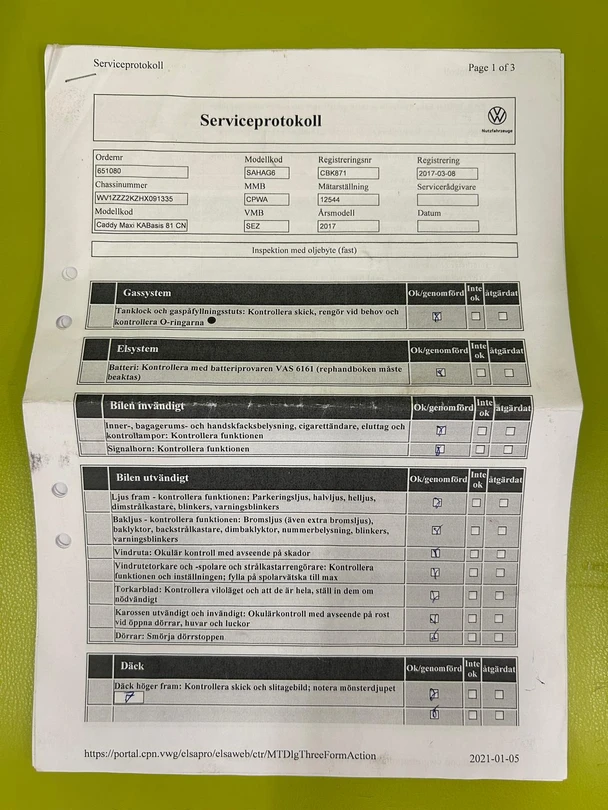 Serviceprotokoll
Page 1 of 3
Serviceprotokoll
Nutzfahrzeuge
Ordernr
651080
Modellkod
SAHAG6
Registreringsnr
CBK871
Registrering
2017-03-08
Chassinummer
WV1ZZZ2KZHX091335
MMB
CPWA
Mätarställning
12544
Servicerådgivare
Modellkod
Caddy Maxi KABasis 81 CN
VMB
SEZ
Årsmodell
2017
Datum
Inspektion med oljebyte (fast)
Gassystem
Ok/genomförd
Inte ok
åtgärdat
Tanklock och gaspåfyllningsstuts: Kontrollera skick, rengör vid behov och
kontrollera O-ringarna
Elsystem
Ok/genomförd
Inte ok
åtgärdat
Batteri: Kontrollera med batteriprovaren VAS 6161 (rephandboken måste
beaktas)
Bilen invändigt
Ok/genomförd
Inte ok
åtgärdat
Inner-, bagagerums- och handskfacksbelysning, cigarettändare, eluttag och
kontrollampor: Kontrollera funktionen
Signalhorn: Kontrollera funktionen
Bilen utvändigt
Ok/genomförd
Inte ok
åtgärdat
Ljus fram - kontrollera funktionen: Parkeringsljus, halvljus, helljus,
dimstrålkastare, blinkers, varningsblinkers
Bakljus - kontrollera funktionen: Bromsljus (även extra bromsljus),
baklyktor, backstrålkastare, dimbaklyktor, nummerbelysning, blinkers,
varningsblinkers
Vindruta: Okulär kontroll med avseende på skador
Vindrutetorkare och -spolare och strålkastarrengörare: Kontrollera
funktionen och inställningen; fylla på spolarvätska till max
Torkarblad: Kontrollera viloläget och att de är hela, ställ in dem om
nödvändigt
Karossen utvändigt och invändigt: Okulärkontroll med avseende på rost
vid öppna dörrar, huvar och luckor
Dörrar: Smörja dörrstoppen
Däck
Ok/genomförd
Inte ok
åtgärdat
Däck höger fram: Kontrollera skick och slitagebild; notera mönsterdjupet
7
https://portal.cpn.vwg/elsapro/elsaweb/ctr/MTDlgThreeFormAction
2021-01-05